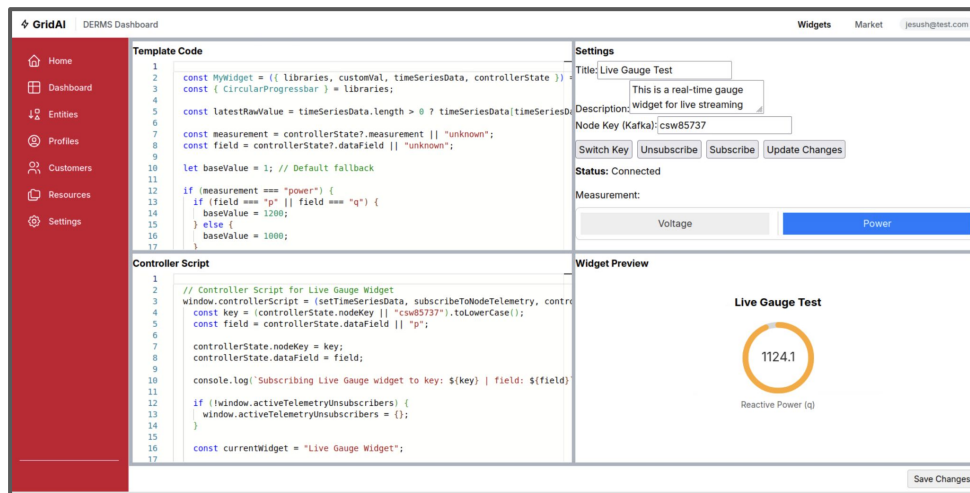 GridAI DERMS Dashboard Widgets Market jesush@test.com
Home
Dashboard
Entities
Profiles
Customers
Resources
Settings
Template Code
1
2 const MyWidget = ({ libraries, customVal, timeSeriesData, controllerState }) =
3 const { CircularProgressbar } = libraries;
4
5 const latestRawValue = timeSeriesData.length > 0 ? timeSeriesData[timeSeriesDa
6
7 const measurement = controllerState?.measurement || "unknown";
8 const field = controllerState?.dataField || "unknown";
9
10 let baseValue = 1; // Default fallback
11
12 if (measurement === "power") {
13 if (field === "p" || field === "q") {
14 baseValue = 1200;
15 } else {
16 baseValue = 1000;
17 }
Settings
Title: Live Gauge Test
Description: This is a real-time gauge
widget for live streaming
Node Key (Kafka): csw85737
Switch Key Unsubscribe Subscribe Update Changes
Status: Connected
Measurement:
Voltage Power
Controller Script
1
2 // Controller Script for Live Gauge Widget
3 window.controllerScript = (setTimeSeriesData, subscribeToNodeTelemetry, contro
4 const key = (controllerState.nodeKey || "csw85737").toLowerCase();
5 const field = controllerState.dataField || "p";
6
7 controllerState.nodeKey = key;
8 controllerState.dataField = field;
9
10 console.log(`Subscribing Live Gauge widget to key: ${key} | field: ${field}`
11
12 if (!window.activeTelemetryUnsubscribers) {
13 window.activeTelemetryUnsubscribers = {};
14 }
15
16 const currentWidget = "Live Gauge Widget";
17
Widget Preview
Live Gauge Test
1124.1
Reactive Power (q)
Save Changes